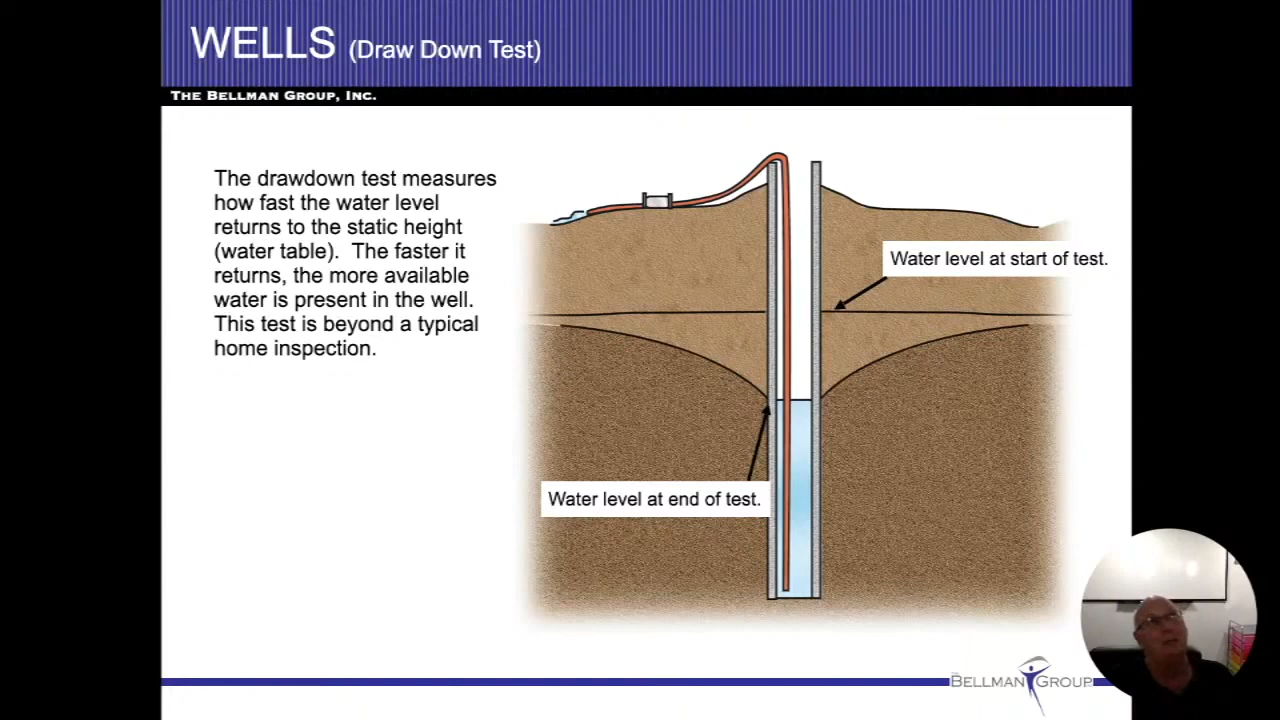 WELLS (Draw Down Test)
THE BELLMAN GROUP, INC.
The drawdown test measures
how fast the water level
returns to the static height
(water table).  The faster it
returns, the more available
water is present in the well.
This test is beyond a typical
home inspection.
Water level at start of test.
Water level at end of test.
THE BELLMAN GROUP